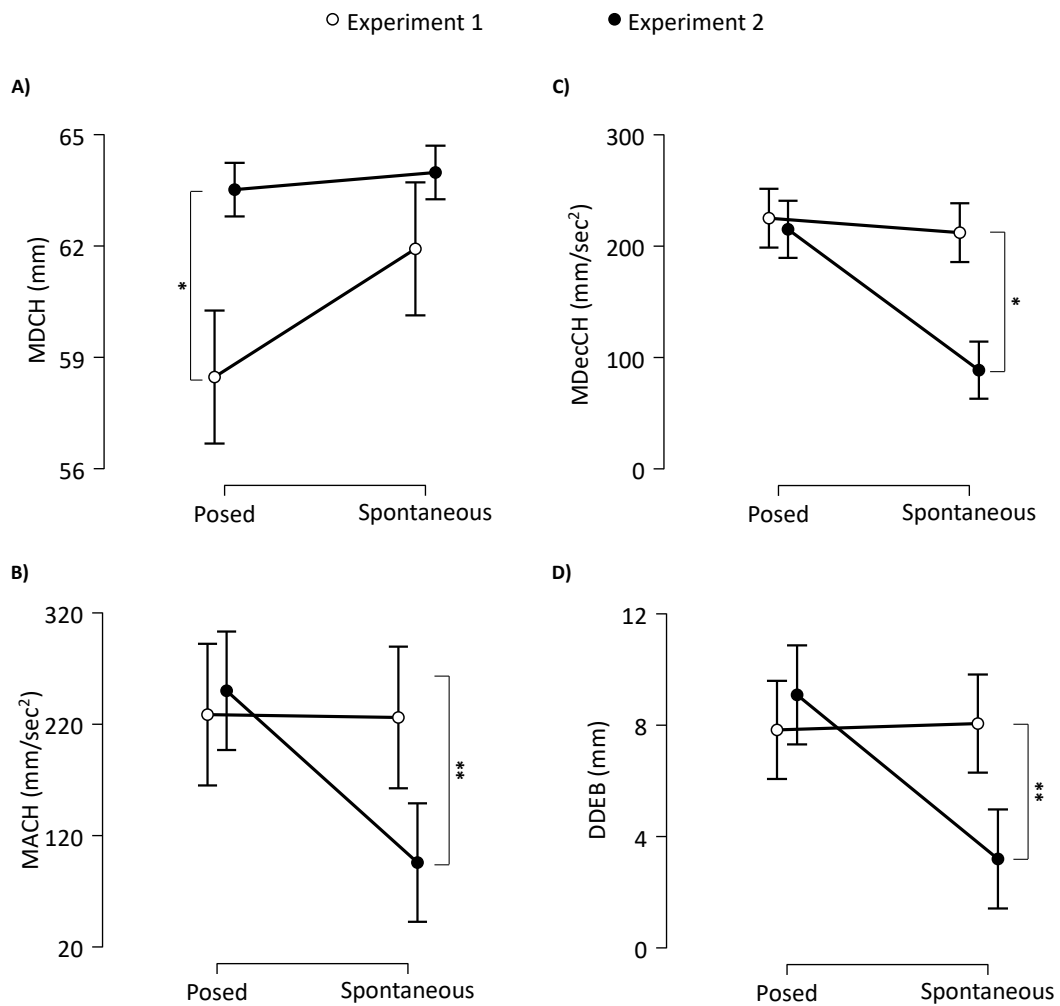 Experiment 1 Experiment 2
A)
65
62
59
56
MDCH (mm)
*
Posed Spontaneous
C)
300
200
100
0
MDecCH (mm/sec²)
*
Posed Spontaneous
B)
320
220
120
20
MACH (mm/sec²)
**
Posed Spontaneous
D)
12
8
4
0
DDEB (mm)
**
Posed Spontaneous